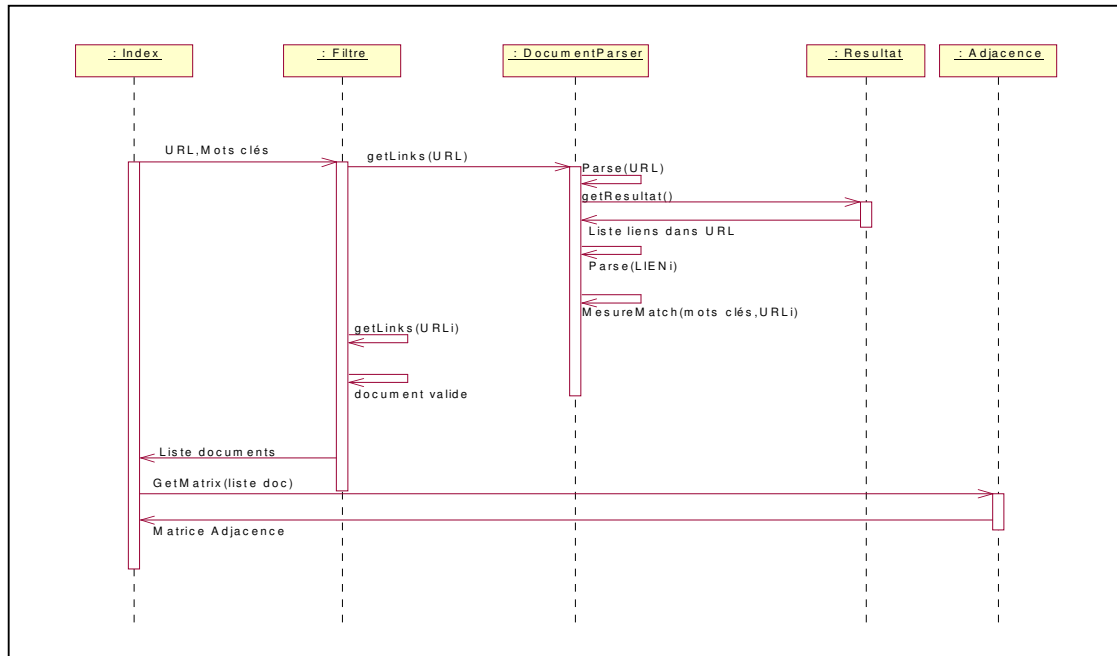 : Index
: Filtre
: DocumentParser
: Resultat
: Adjacence
URL,Mots clés
getLinks(URL)
Parse(URL)
getResultat()
Liste liens dans URL
Parse(LIENi)
MesureMatch(mots clés,URLi)
getLinks(URLi)
document valide
Liste documents
GetMatrix(liste doc)
Matrice Adjacence